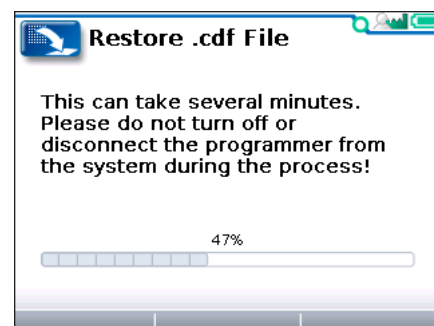 Restore .cdf File
This can take several minutes.
Please do not turn off or
disconnect the programmer from
the system during the process!
47%